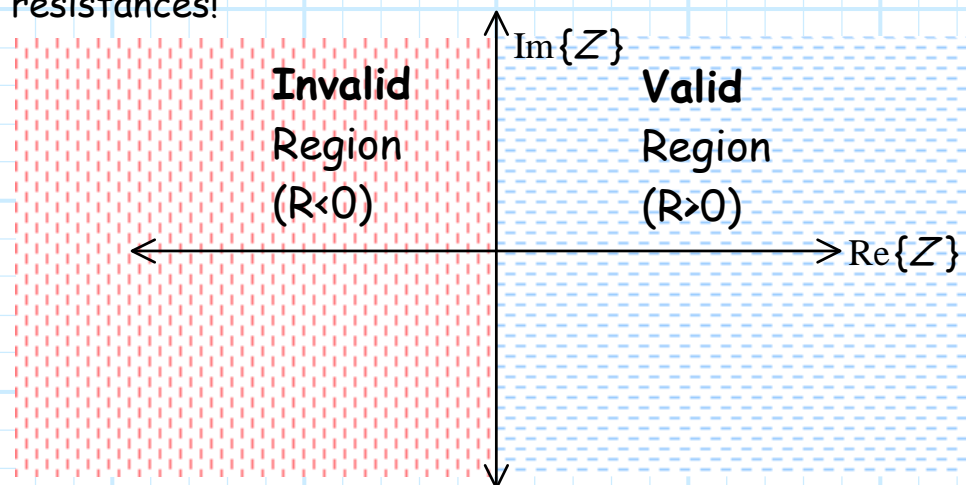 resistances!
Im{Z}
Invalid
Region
(R<0)
Valid
Region
(R>0)
Re{Z}